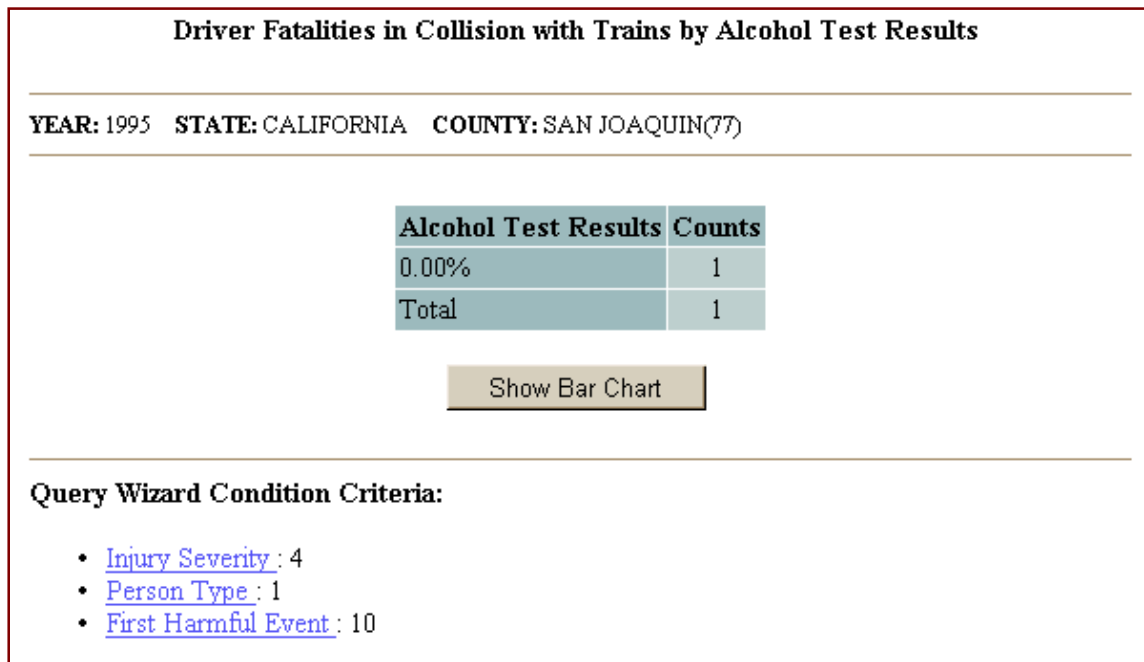 Driver Fatalities in Collision with Trains by Alcohol Test Results
YEAR: 1995 STATE: CALIFORNIA COUNTY: SAN JOAQUIN(77)
Alcohol Test Results Counts
0.00% 1
Total 1
Show Bar Chart
Query Wizard Condition Criteria:
• Injury Severity : 4
• Person Type : 1
• First Harmful Event : 10